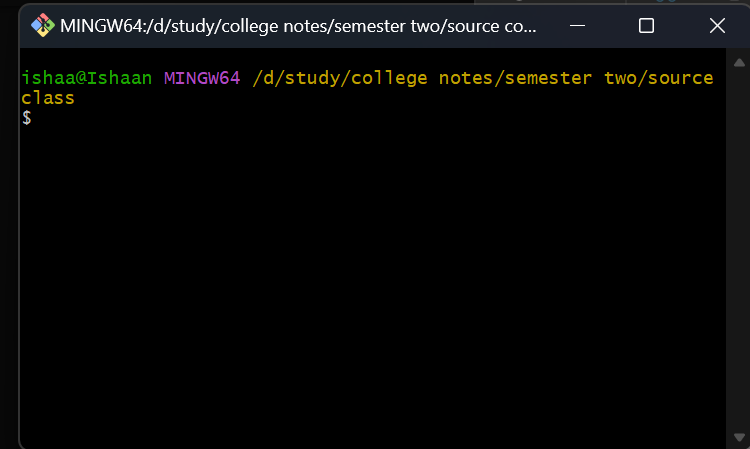 MINGW64:/d/study/college notes/semester two/source co...
ishaa@Ishaan MINGW64 /d/study/college notes/semester two/source
class
$